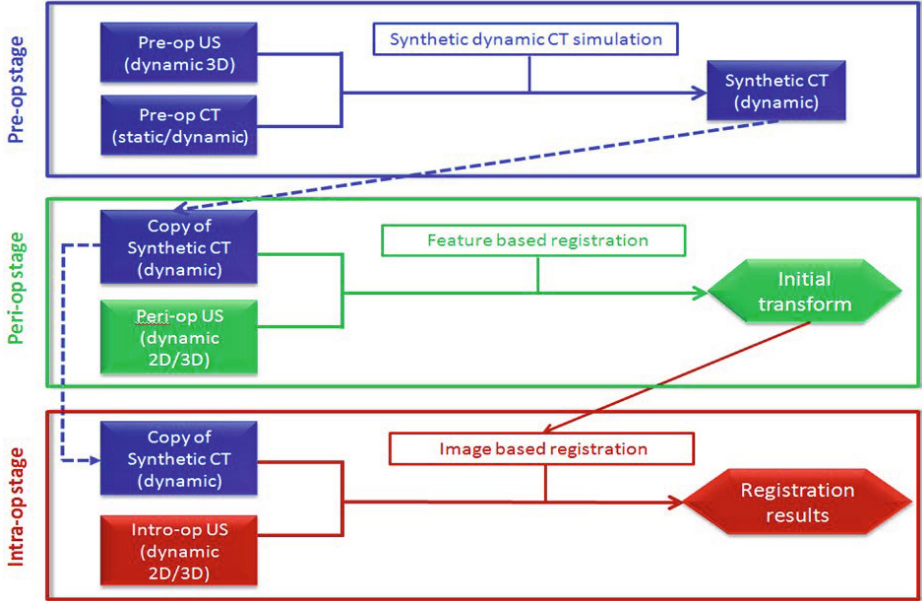 Pre-op stage
Pre-op US
(dynamic 3D)
Pre-op CT
(static/dynamic)
Synthetic dynamic CT simulation
Synthetic CT
(dynamic)
Peri-op stage
Copy of
Synthetic CT
(dynamic)
Peri-op US
(dynamic
2D/3D)
Feature based registration
Initial
transform
Intra-op stage
Copy of
Synthetic CT
(dynamic)
Intro-op US
(dynamic
2D/3D)
Image based registration
Registration
results